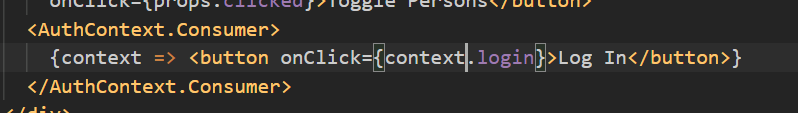 onClick={props.clicked}>Toggle Persons</button>
<AuthContext.Consumer>
{context => <button onClick={context.login}>Log In</button>}
</AuthContext.Consumer>
</div>